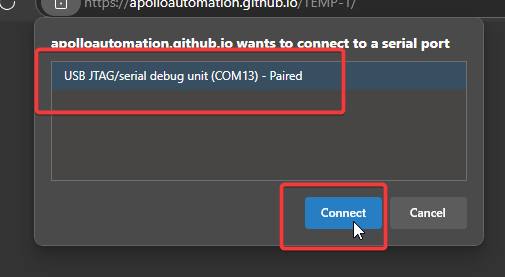 https://apolloautomation.github.io/TEMP-1/
apolloautomation.github.io wants to connect to a serial port
USB JTAG/serial debug unit (COM13) - Paired
Connect
Cancel